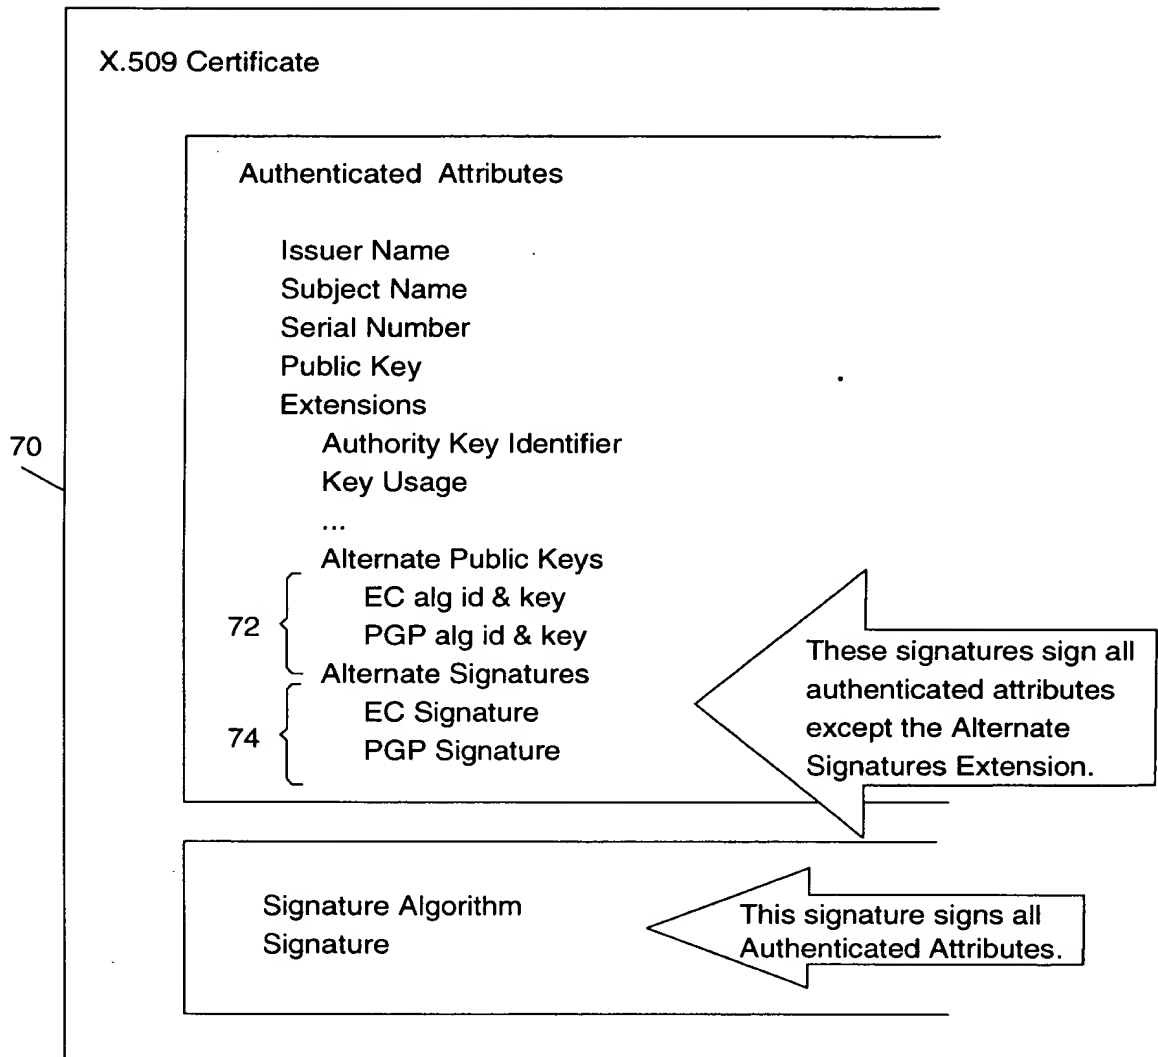 X.509 Certificate
Authenticated Attributes
Issuer Name
Subject Name
Serial Number
Public Key
Extensions
Authority Key Identifier
70
Key Usage
...
Alternate Public Keys
EC alg id & key
72
PGP alg id & key
Alternate Signatures
EC Signature
74
PGP Signature
These signatures sign all
authenticated attributes
except the Alternate
Signatures Extension.
Signature Algorithm
Signature
This signature signs all
Authenticated Attributes.